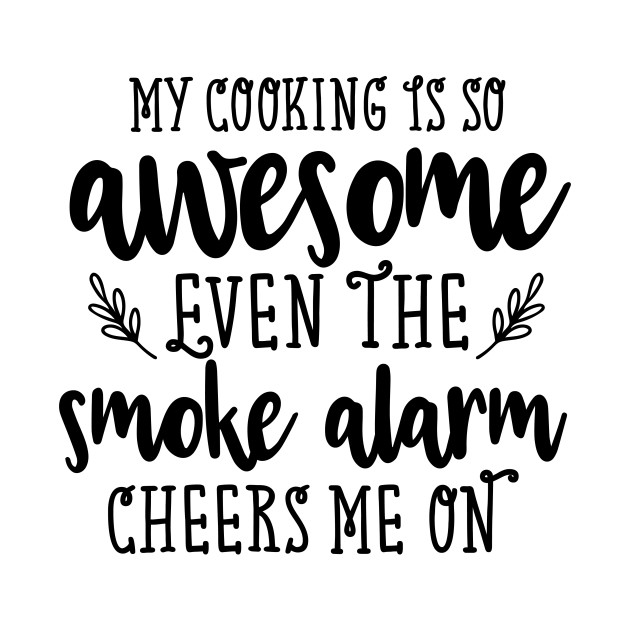 MY COOKING IS SO
awesome
EVEN THE
smoke alarm
CHEERS ME ON